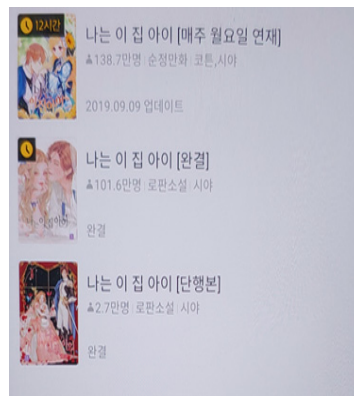 12시간
나는 이 집 아이 [매주 월요일 연재]
138.7만명 순정만화 코튼,시야
2019.09.09 업데이트
나는 이 집 아이 [완결]
101.6만명 로판소설 시야
완결
나는 이 집 아이 [단행본]
2.7만명 로판소설 시야
완결